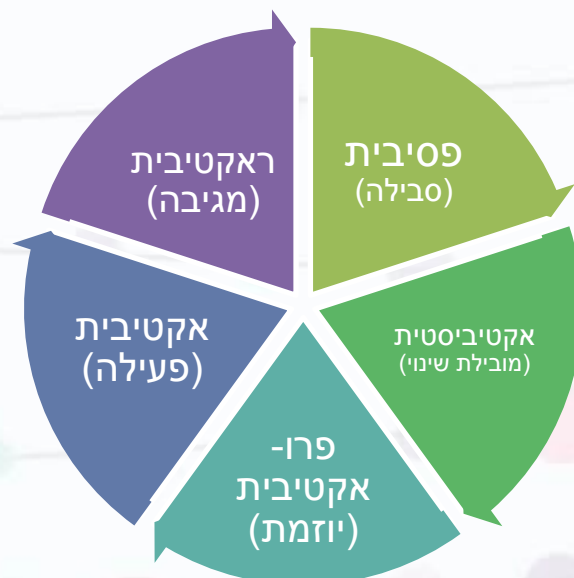 פסיבית
(סבילה)
אקטיביסטית
(מובילת שינוי)
פרו-
אקטיבית
(יוזמת)
אקטיבית
(פעילה)
ראקטיבית
(מגיבה)